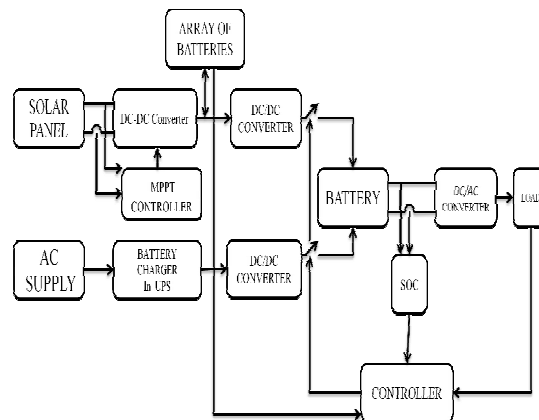 ARRAY OF
BATTERIES
SOLAR
PANEL
DC-DC Converter
DC/DC
CONVERTER
MPPT
CONTROLLER
BATTERY
DC/AC
CONVERTER
LOAD
AC
SUPPLY
BATTERY
CHARGER
In UPS
DC/DC
CONVERTER
SOC
CONTROLLER